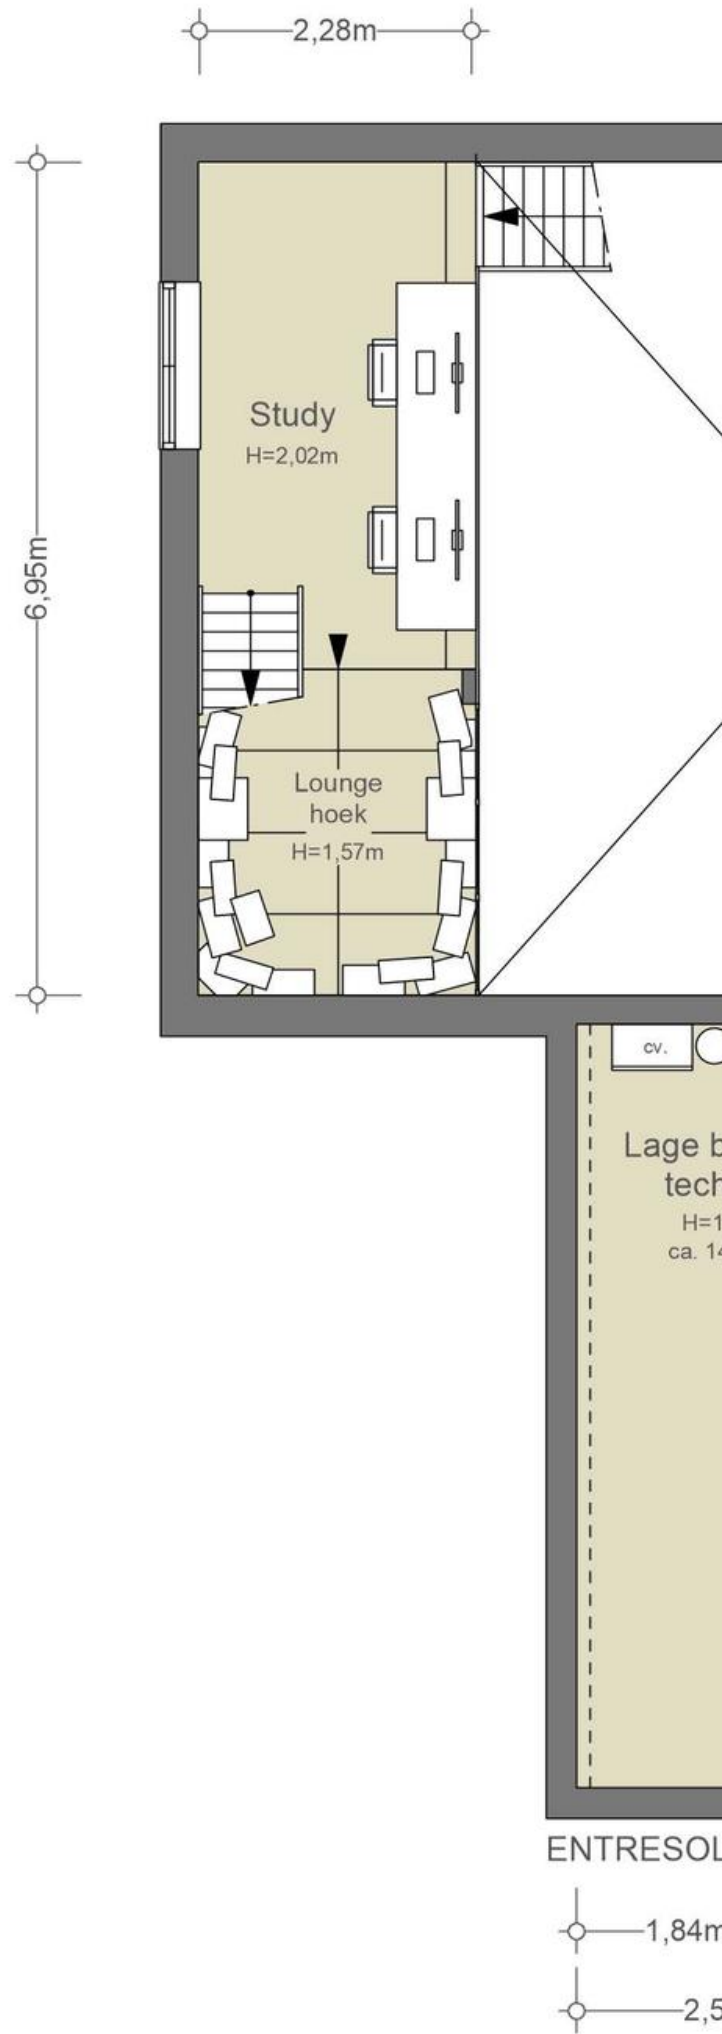 2,28m
6,95m
Study
H=2,02m
Lounge
hoek
H=1,57m
cv.
Lage b
tech
H=1
ca. 14
ENTRESOL
1,84m
2,5